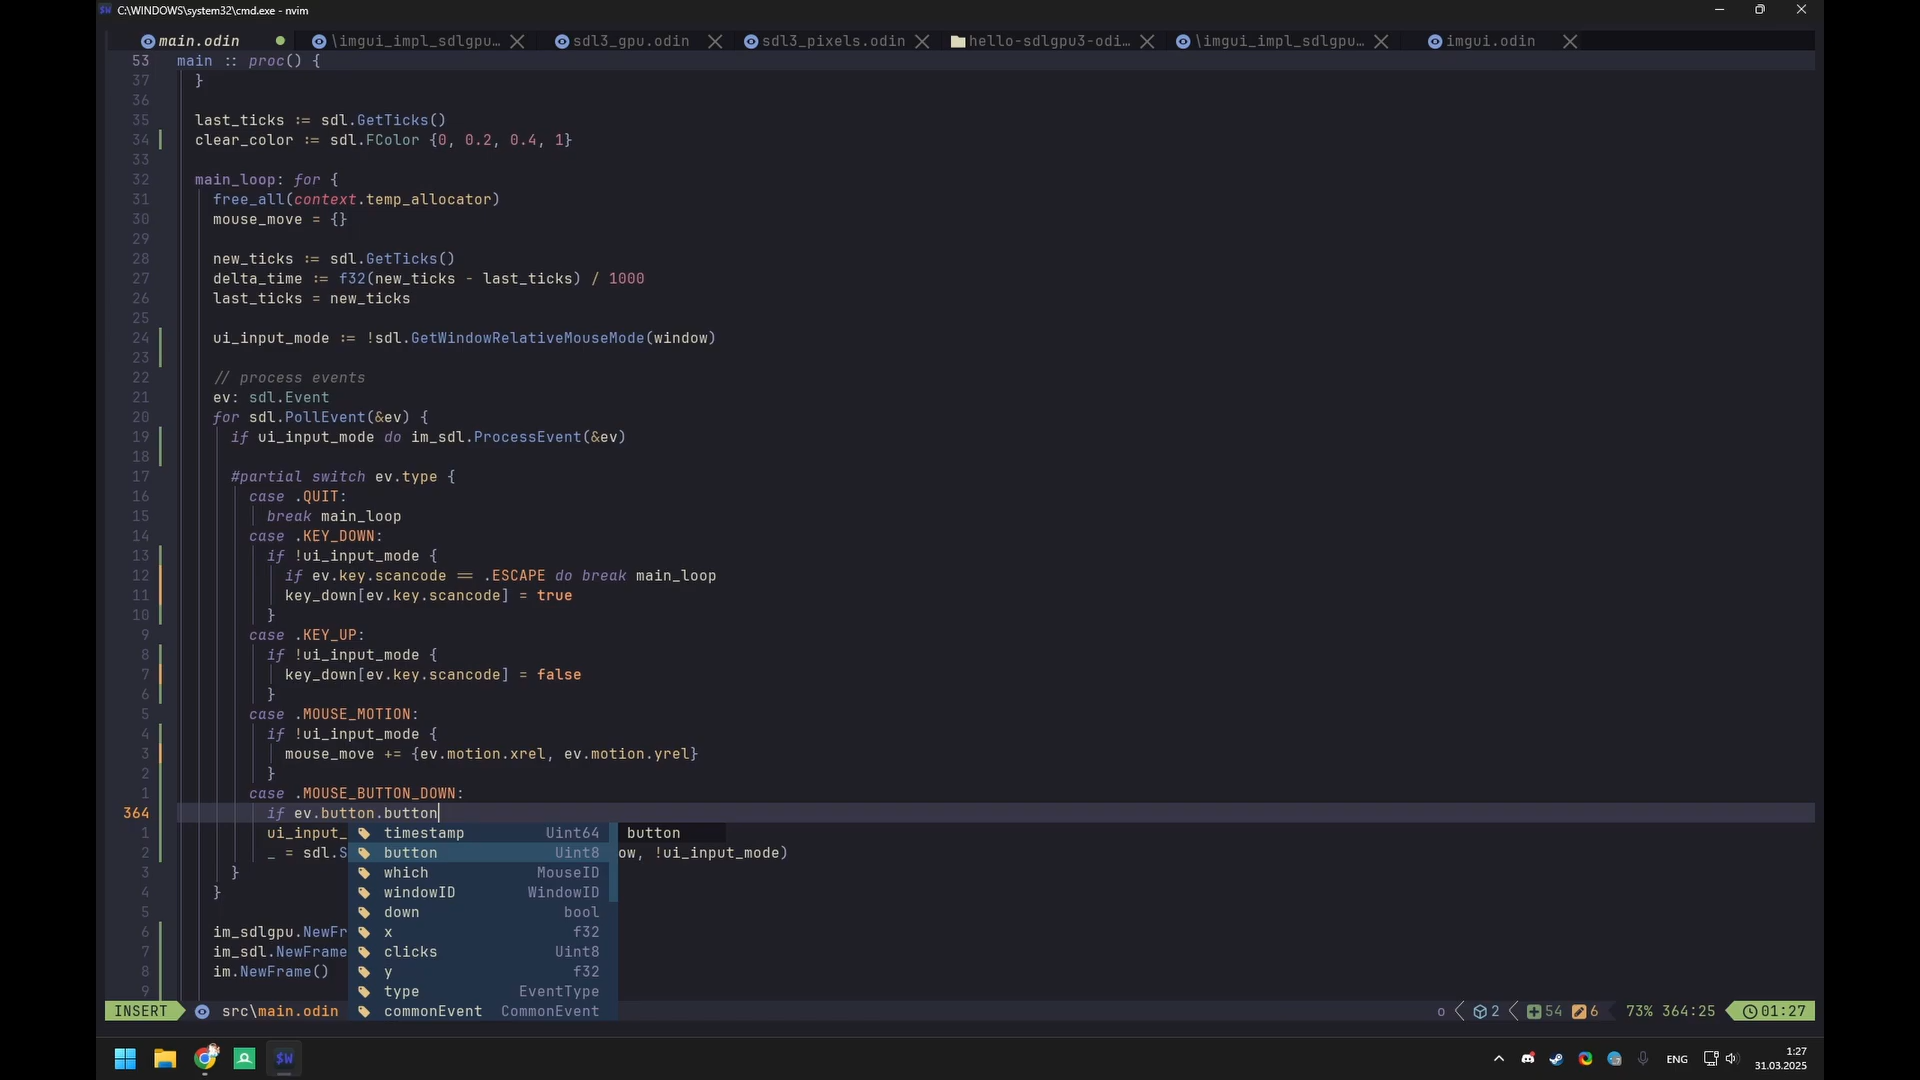 C:\WINDOWS\system32\cmd.exe - nvim
main.odin \imgui_impl_sdlgpu… sdl3_gpu.odin sdl3_pixels.odin hello-sdlgpu3-odi… \imgui_impl_sdlgpu… imgui.odin
53 main :: proc() {
37 }
36
35 last_ticks := sdl.GetTicks()
34 clear_color := sdl.FColor {0, 0.2, 0.4, 1}
33
32 main_loop: for {
31 free_all(context.temp_allocator)
30 mouse_move = {}
29
28 new_ticks := sdl.GetTicks()
27 delta_time := f32(new_ticks - last_ticks) / 1000
26 last_ticks = new_ticks
25
24 ui_input_mode := !sdl.GetWindowRelativeMouseMode(window)
23
22 // process events
21 ev: sdl.Event
20 for sdl.PollEvent(&ev) {
19 if ui_input_mode do im_sdl.ProcessEvent(&ev)
18
17 #partial switch ev.type {
16 case .QUIT:
15 break main_loop
14 case .KEY_DOWN:
13 if !ui_input_mode {
12 if ev.key.scancode == .ESCAPE do break main_loop
11 key_down[ev.key.scancode] = true
10 }
9 case .KEY_UP:
8 if !ui_input_mode {
7 key_down[ev.key.scancode] = false
6 }
5 case .MOUSE_MOTION:
4 if !ui_input_mode {
3 mouse_move += {ev.motion.xrel, ev.motion.yrel}
2 }
1 case .MOUSE_BUTTON_DOWN:
364 if ev.button.button
1 ui_input_ timestamp Uint64 button
2 _ = sdl.S button Uint8 ow, !ui_input_mode)
3 } which MouseID
4 } windowID WindowID
5 down bool
6 im_sdlgpu.NewFr x f32
7 im_sdl.NewFrame clicks Uint8
8 im.NewFrame() y f32
9 type EventType
commonEvent CommonEvent
INSERT src\main.odin o 2 54 6 73% 364:25 01:27
ENG 1:27
31.03.2025